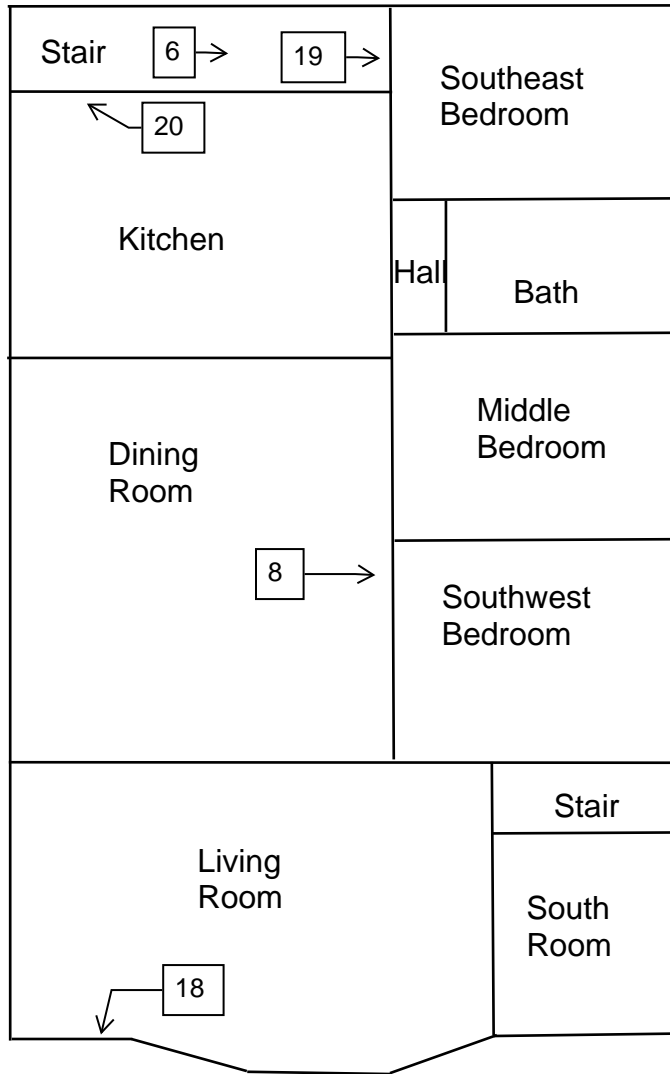 Stair
6
19
Southeast
Bedroom
20
Kitchen
Hall
Bath
Middle
Bedroom
Dining
Room
8
Southwest
Bedroom
Stair
Living
Room
South
Room
18